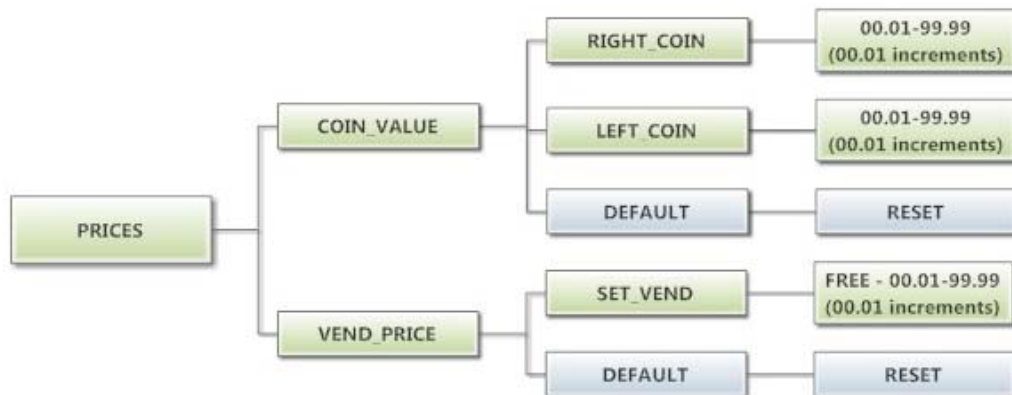 RIGHT_COIN
00.01-99.99
(00.01 increments)
COIN_VALUE
LEFT_COIN
00.01-99.99
(00.01 increments)
DEFAULT
RESET
PRICES
SET_VEND
FREE - 00.01-99.99
(00.01 increments)
VEND_PRICE
DEFAULT
RESET